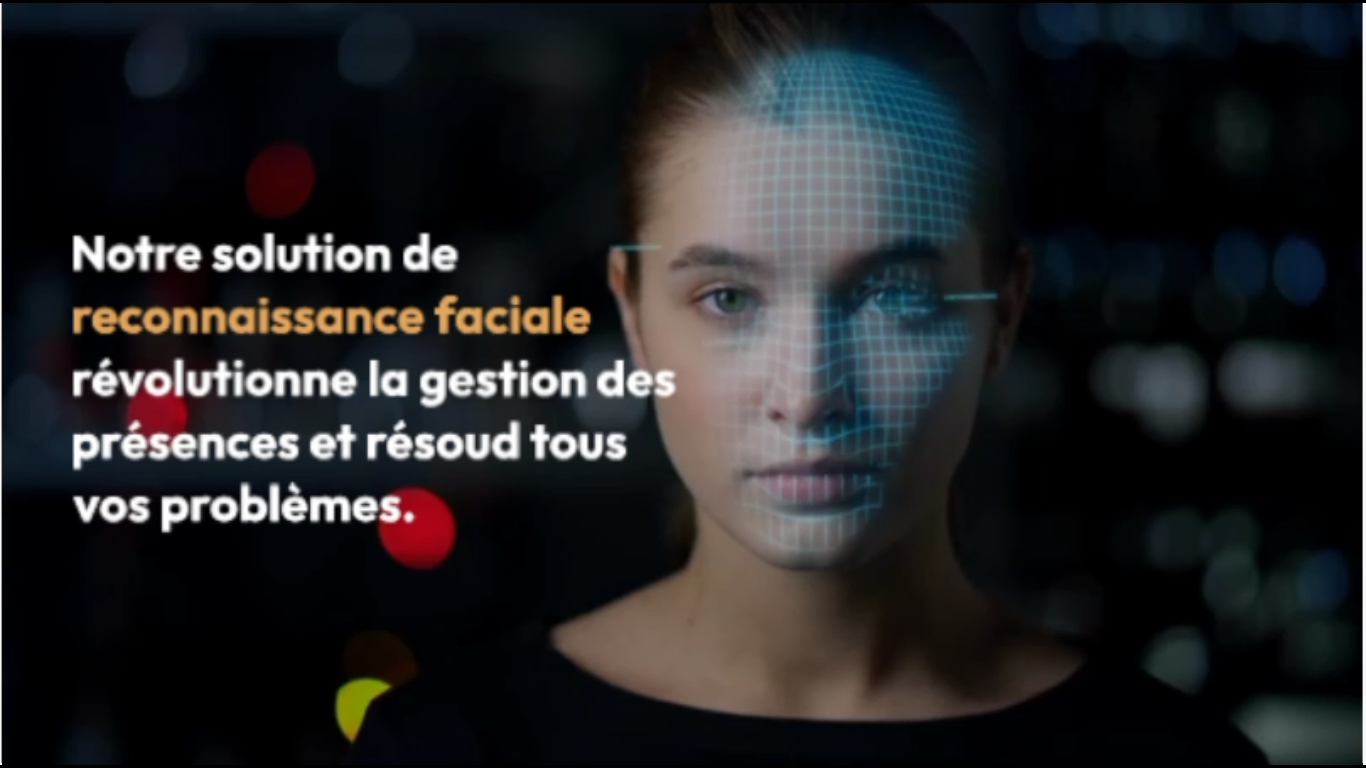 Notre solution de
reconnaissance faciale
révolutionne la gestion des
présences et résoud tous
vos problèmes.